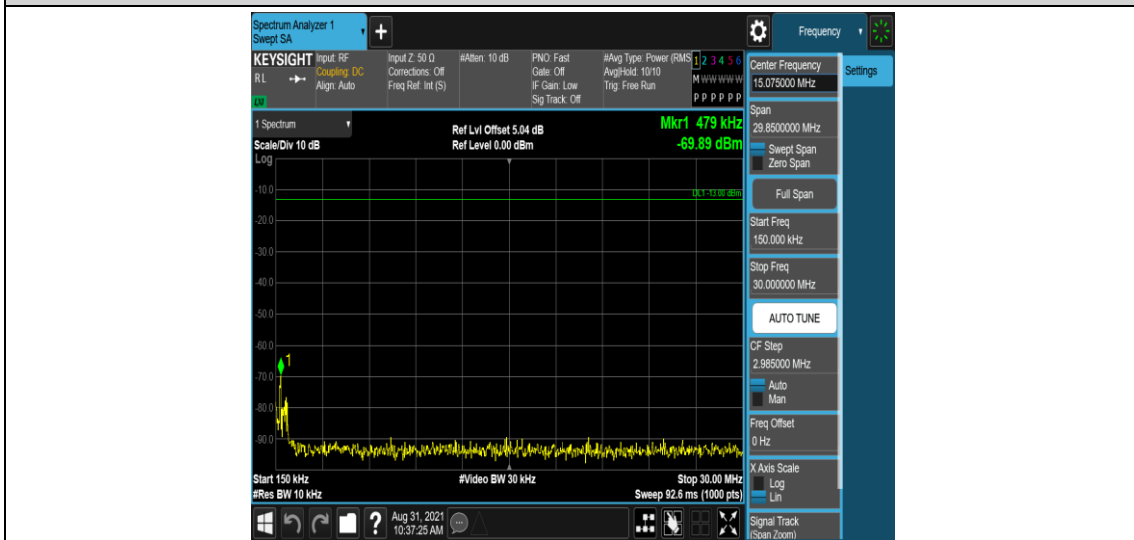 Spectrum Analyzer 1
Swept SA
+
Frequency
KEYSIGHT
RL
LXI
Input: RF
Coupling: DC
Align: Auto
Input Z: 50 Ω
Corrections: Off
Freq Ref: Int (S)
#Atten: 10 dB
PNO: Fast
Gate: Off
IF Gain: Low
Sig Track: Off
#Avg Type: Power (RMS
Avg|Hold: 10/10
Trig: Free Run
1 2 3 4 5 6
M W W W W W
P P P P P P
1 Spectrum
Scale/Div 10 dB
Ref Lvl Offset 5.04 dB
Ref Level 0.00 dBm
Mkr1 479 kHz
-69.89 dBm
Log
DL1 -13.00 dBm
-10.0
-20.0
-30.0
-40.0
-50.0
-60.0
1
-70.0
-80.0
-90.0
Start 150 kHz
#Video BW 30 kHz
Stop 30.00 MHz
#Res BW 10 kHz
Sweep 92.6 ms (1000 pts)
?
Aug 31, 2021
10:37:25 AM
Center Frequency
15.075000 MHz
Settings
Span
29.8500000 MHz
Swept Span
Zero Span
Full Span
Start Freq
150.000 kHz
Stop Freq
30.000000 MHz
AUTO TUNE
CF Step
2.985000 MHz
Auto
Man
Freq Offset
0 Hz
X Axis Scale
Log
Lin
Signal Track
(Span Zoom)